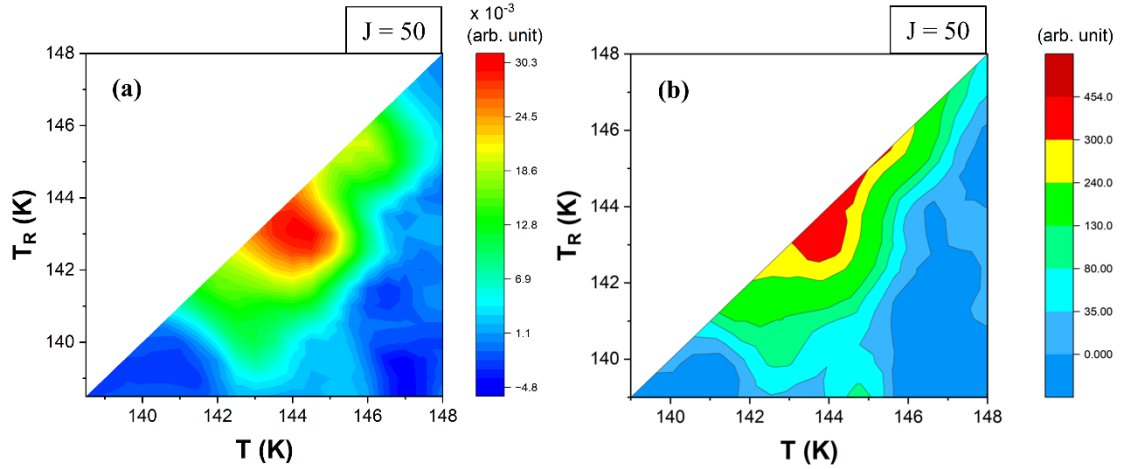 J = 50
x 10⁻³
(arb. unit)
(a)
148
146
144
142
140
T_R (K)
140 142 144 146 148
T (K)
30.3
24.5
18.6
12.8
6.9
1.1
−4.8
J = 50
(arb. unit)
(b)
148
146
144
142
140
T_R (K)
140 142 144 146 148
T (K)
454.0
300.0
240.0
130.0
80.00
35.00
0.000